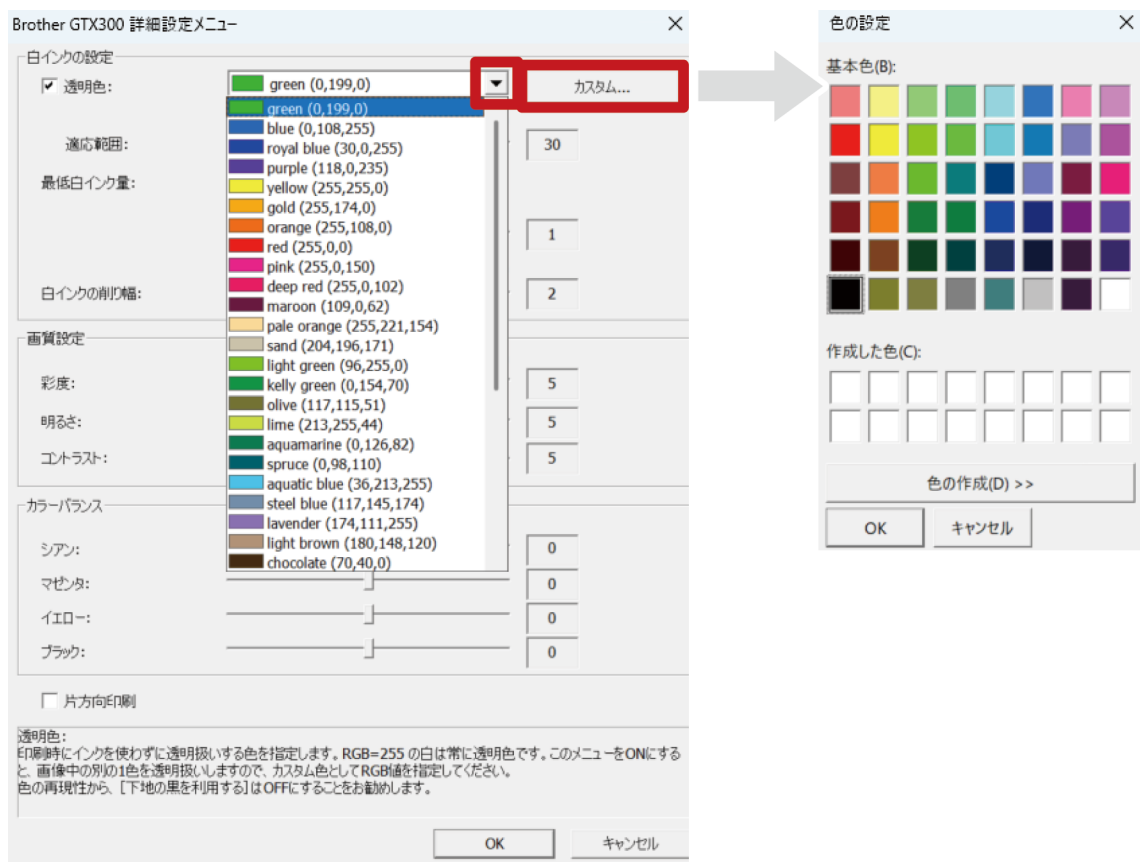 Brother GTX300 詳細設定メニュー
白インクの設定
透明色:
green (0,199,0)
カスタム...
green (0,199,0)
blue (0,108,255)
royal blue (30,0,255)
purple (118,0,235)
yellow (255,255,0)
gold (255,174,0)
orange (255,108,0)
red (255,0,0)
pink (255,0,150)
deep red (255,0,102)
maroon (109,0,62)
pale orange (255,221,154)
sand (204,196,171)
light green (96,255,0)
kelly green (0,154,70)
olive (117,115,51)
lime (213,255,44)
aquamarine (0,126,82)
spruce (0,98,110)
aquatic blue (36,213,255)
steel blue (117,145,174)
lavender (174,111,255)
light brown (180,148,120)
chocolate (70,40,0)
適応範囲:
30
最低白インク量:
1
白インクの削り幅:
2
画質設定
彩度:
5
明るさ:
5
コントラスト:
5
カラーバランス
シアン:
0
マゼンタ:
0
イエロー:
0
ブラック:
0
片方向印刷
透明色:
印刷時にインクを使わずに透明扱いする色を指定します。RGB=255 の白は常に透明色です。このメニューをONにする
と、画像中の別の1色を透明扱いしますので、カスタム色としてRGB値を指定してください。
色の再現性から、[下地の黒を利用する]はOFFにすることをお勧めします。
OK
キャンセル
色の設定
基本色(B):
作成した色(C):
色の作成(D) >>
OK
キャンセル